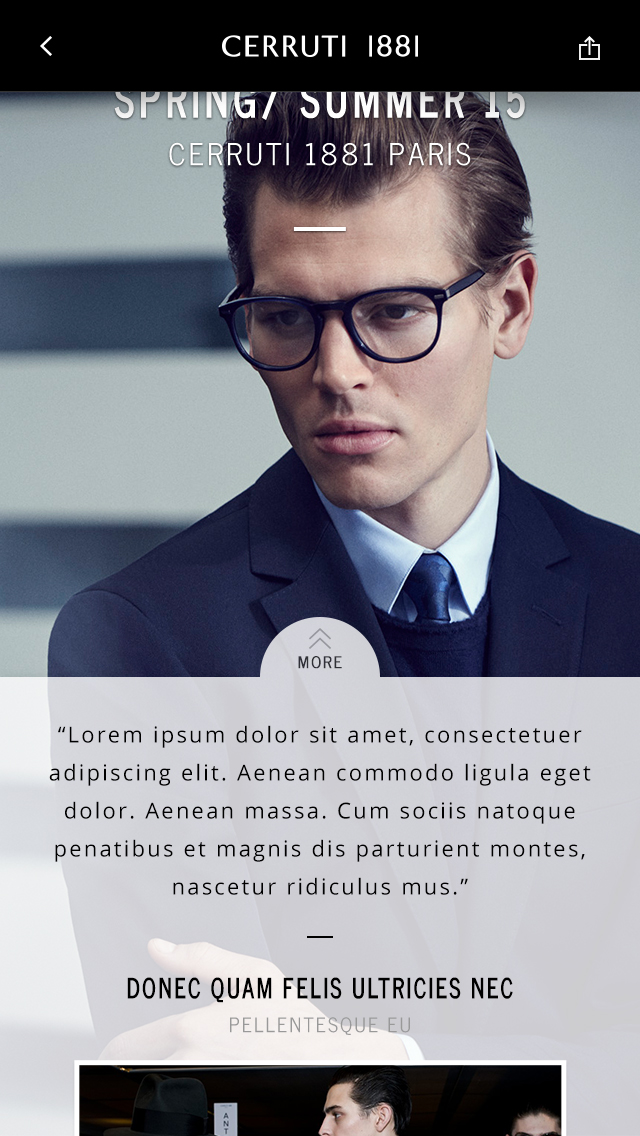 CERRUTI 1881
SPRING/ SUMMER 15
CERRUTI 1881 PARIS
MORE
“Lorem ipsum dolor sit amet, consectetuer
adipiscing elit. Aenean commodo ligula eget
dolor. Aenean massa. Cum sociis natoque
penatibus et magnis dis parturient montes,
nascetur ridiculus mus.”
DONEC QUAM FELIS ULTRICIES NEC
PELLENTESQUE EU
ANT